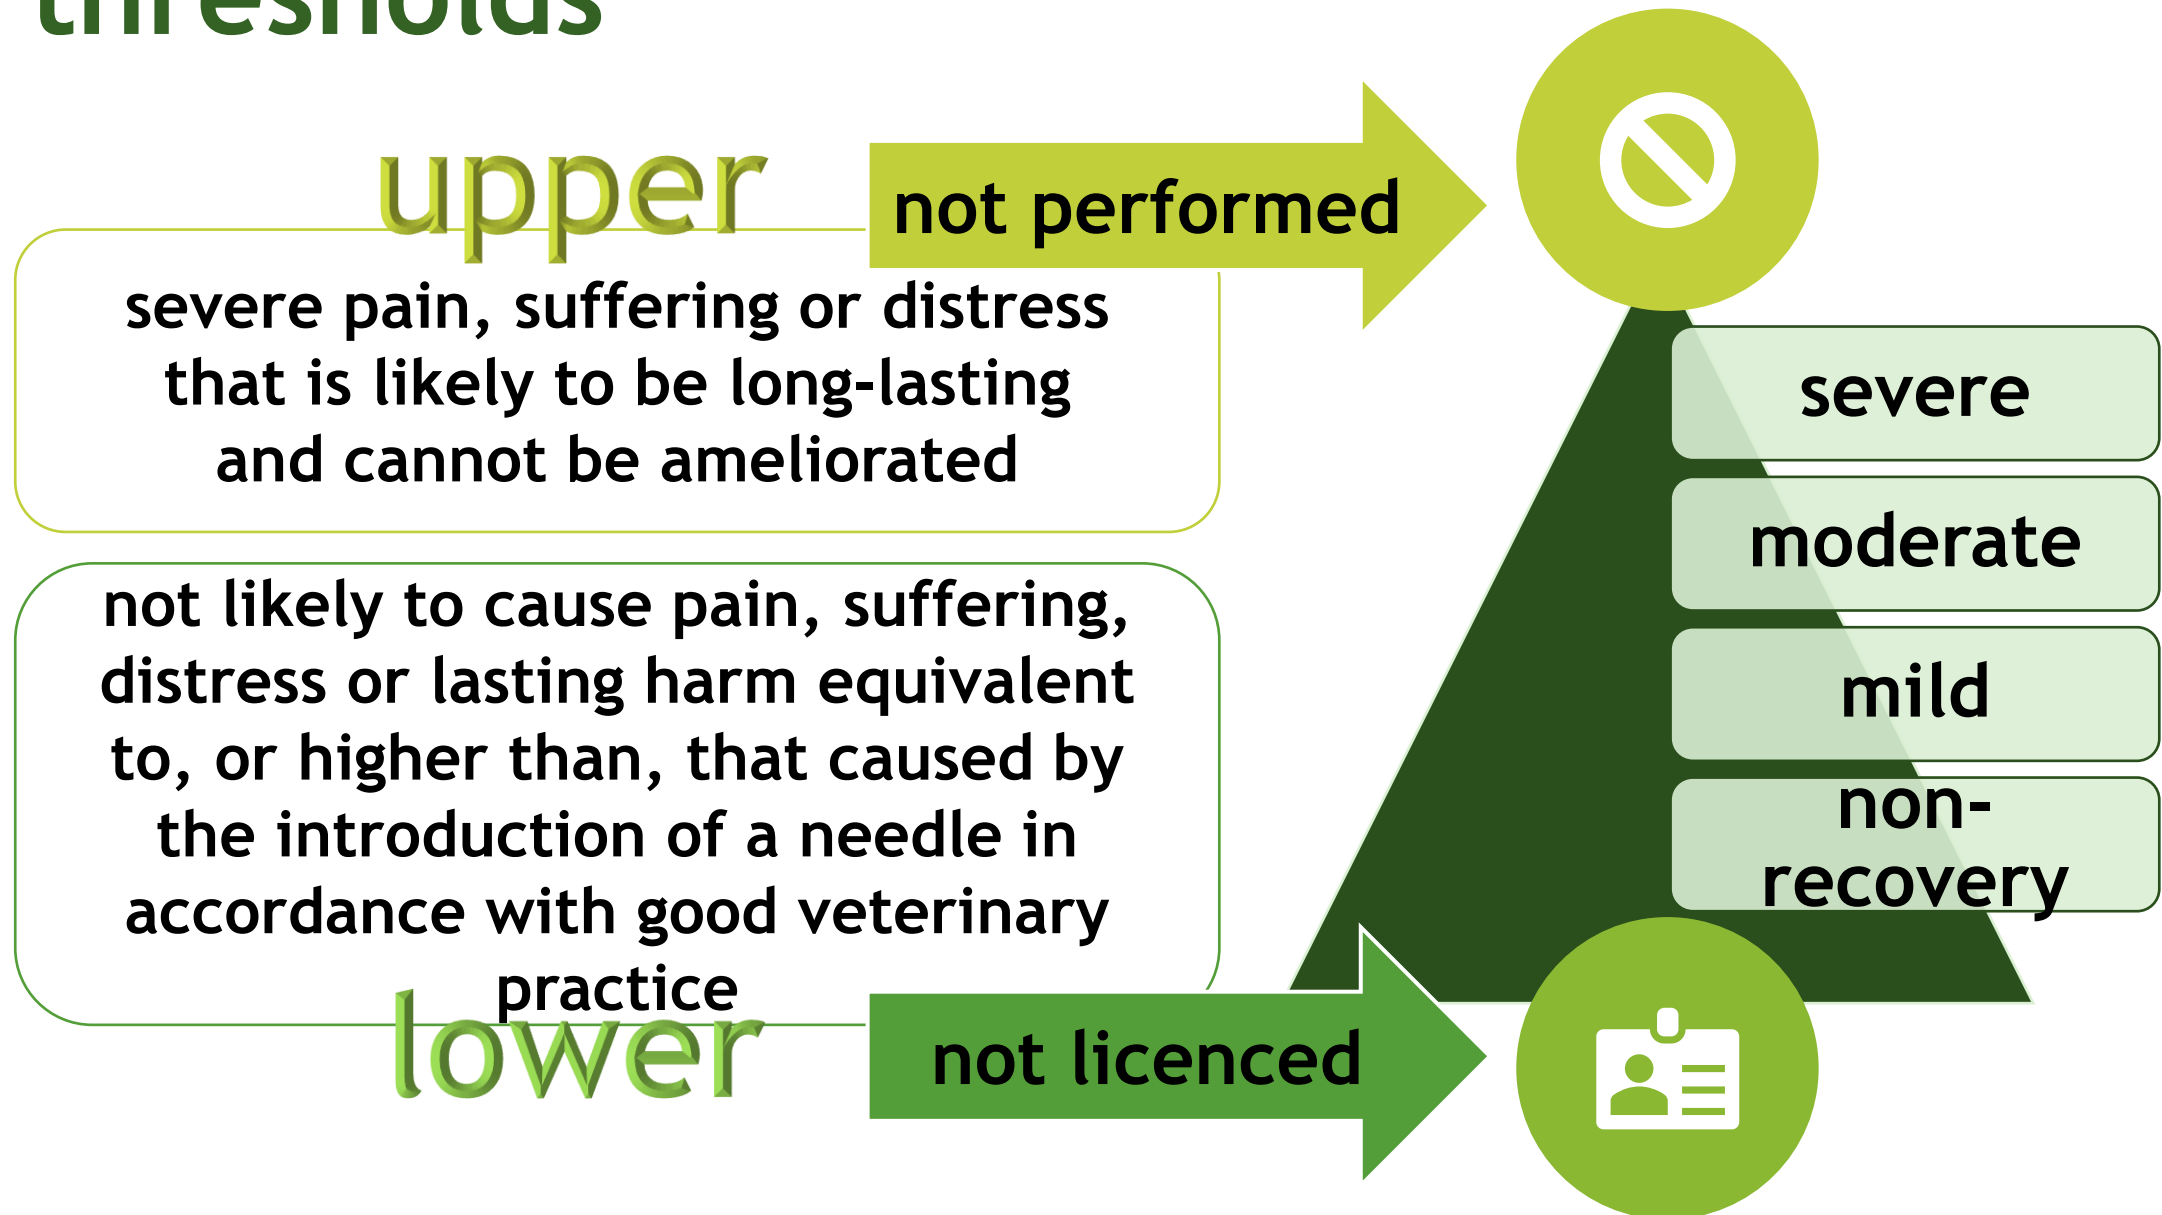 thresholds
upper
not performed
severe pain, suffering or distress
that is likely to be long-lasting
and cannot be ameliorated
not likely to cause pain, suffering,
distress or lasting harm equivalent
to, or higher than, that caused by
the introduction of a needle in
accordance with good veterinary
practice
lower
not licenced
severe
moderate
mild
non-
recovery